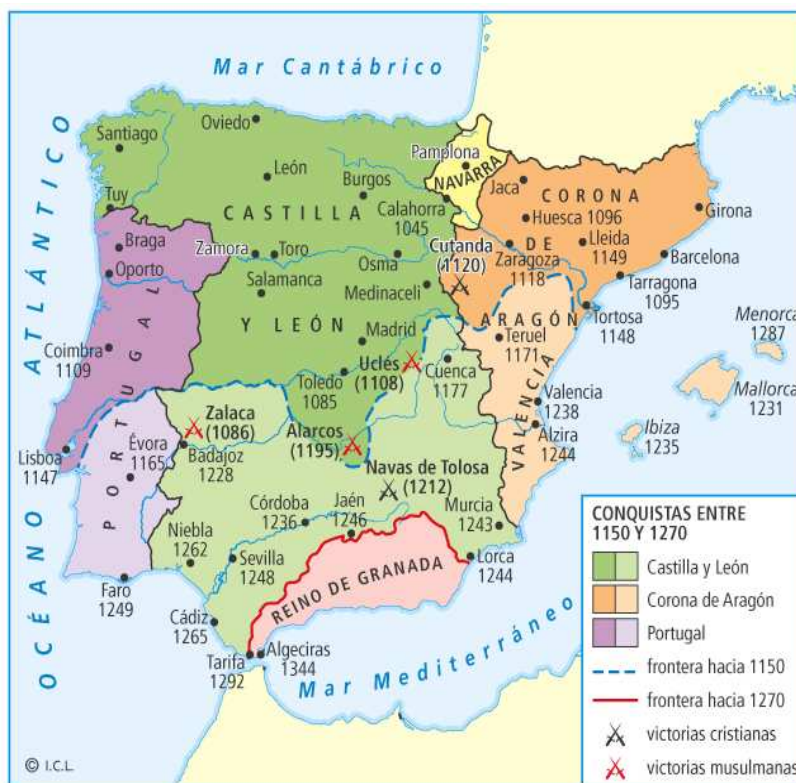 Mar Cantábrico
OCÉANO ATLÁNTICO
Santiago
Oviedo
León
Burgos
Pamplona
NAVARRA
Jaca
CORONA
DE
ARAGÓN
Girona
Tuy
CASTILLA
Y LEÓN
Calahorra
1045
Huesca 1096
Lleida
1149
Braga
Oporto
Zamora
Toro
Osma
Cutanda
(1120)
Zaragoza
1118
Barcelona
Tarragona
1095
Salamanca
Medinaceli
Tortosa
1148
Menorca
1287
PORTUGAL
Coimbra
1109
Madrid
Teruel
1171
Uclés
(1108)
Cuenca
1177
Toledo
1085
Mallorca
1231
VALENCIA
Valencia
1238
Ibiza
1235
Alzira
1244
Zalaca
(1086)
Alarcos
(1195)
Lisboa
1147
PORT
Évora
1165
Badajoz
1228
Navas de Tolosa
(1212)
Córdoba
1236
Jaén
1246
Murcia
1243
Niebla
1262
Sevilla
1248
Lorca
1244
REINO DE GRANADA
Faro
1249
Cádiz
1265
Tarifa
1292
Algeciras
1344
Mar Mediterráneo
CONQUISTAS ENTRE
1150 Y 1270
Castilla y León
Corona de Aragón
Portugal
frontera hacia 1150
frontera hacia 1270
victorias cristianas
victorias musulmanas
© I.C.L.